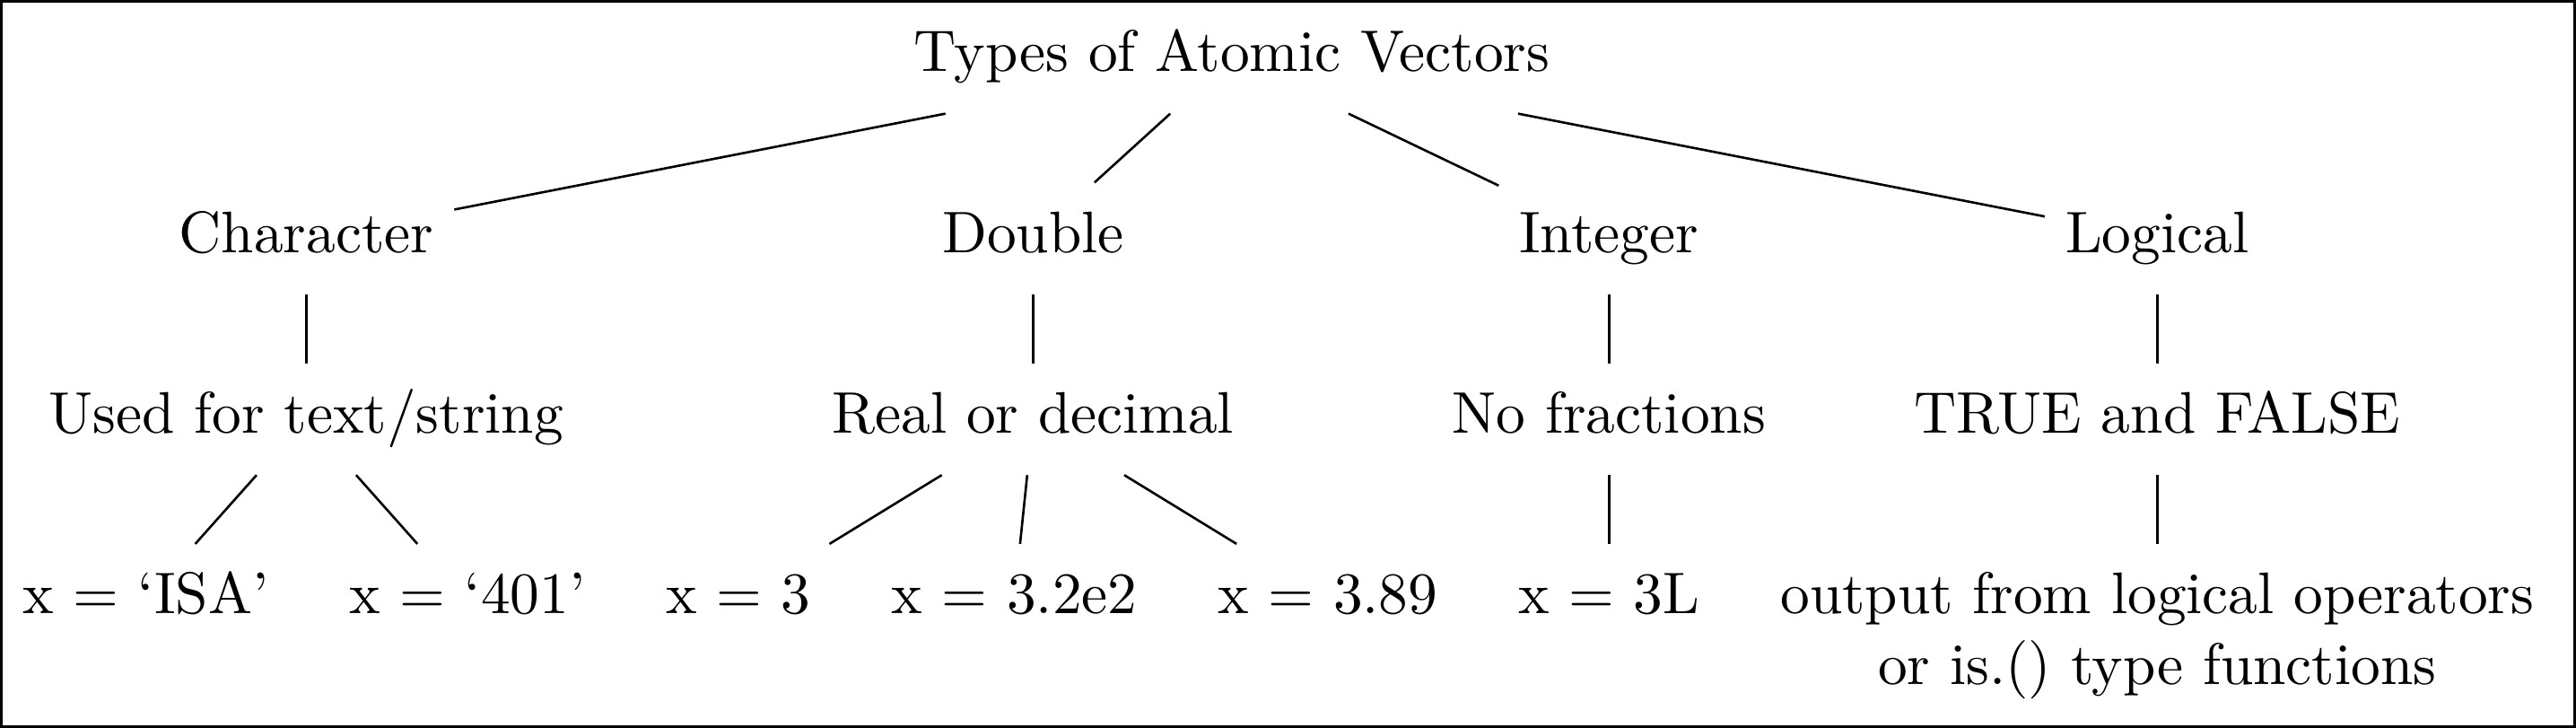 Types of Atomic Vectors
Character
Double
Integer
Logical
Used for text/string
Real or decimal
No fractions
TRUE and FALSE
x = ‘ISA’
x = ‘401’
x = 3
x = 3.2e2
x = 3.89
x = 3L
output from logical operators
or is.() type functions